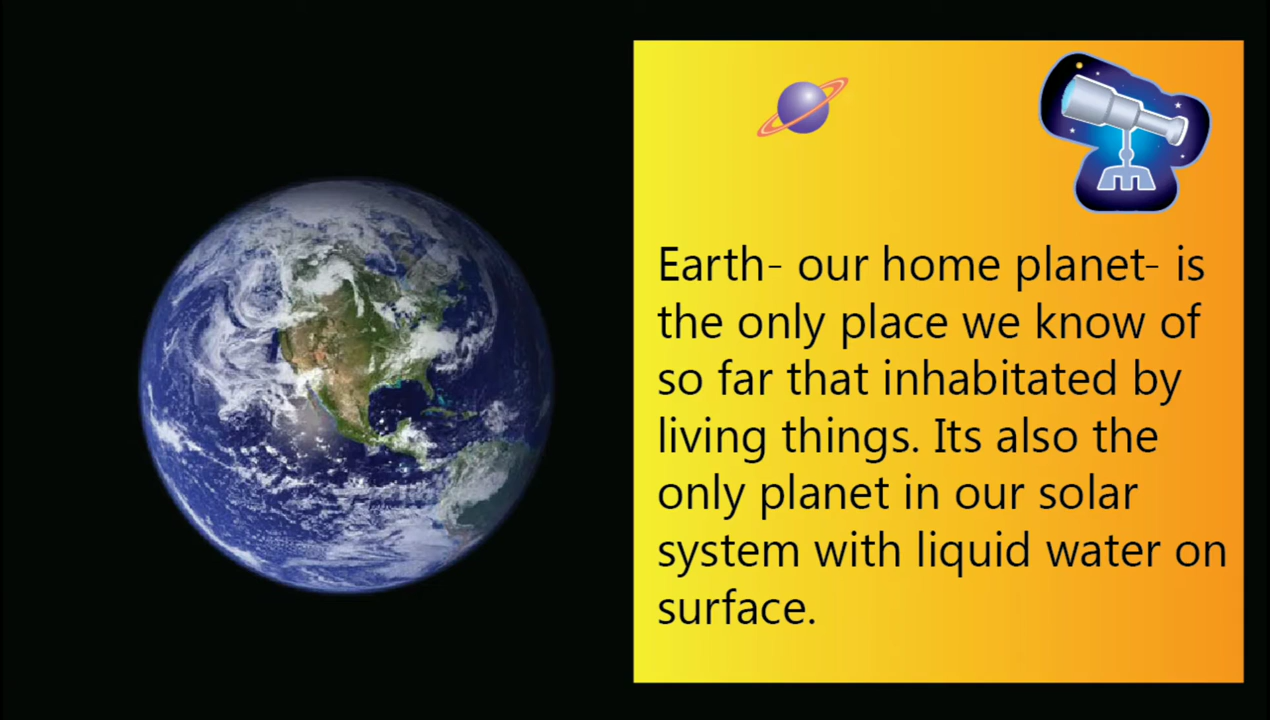 Earth- our home planet- is
the only place we know of
so far that inhabitated by
living things. Its also the
only planet in our solar
system with liquid water on
surface.